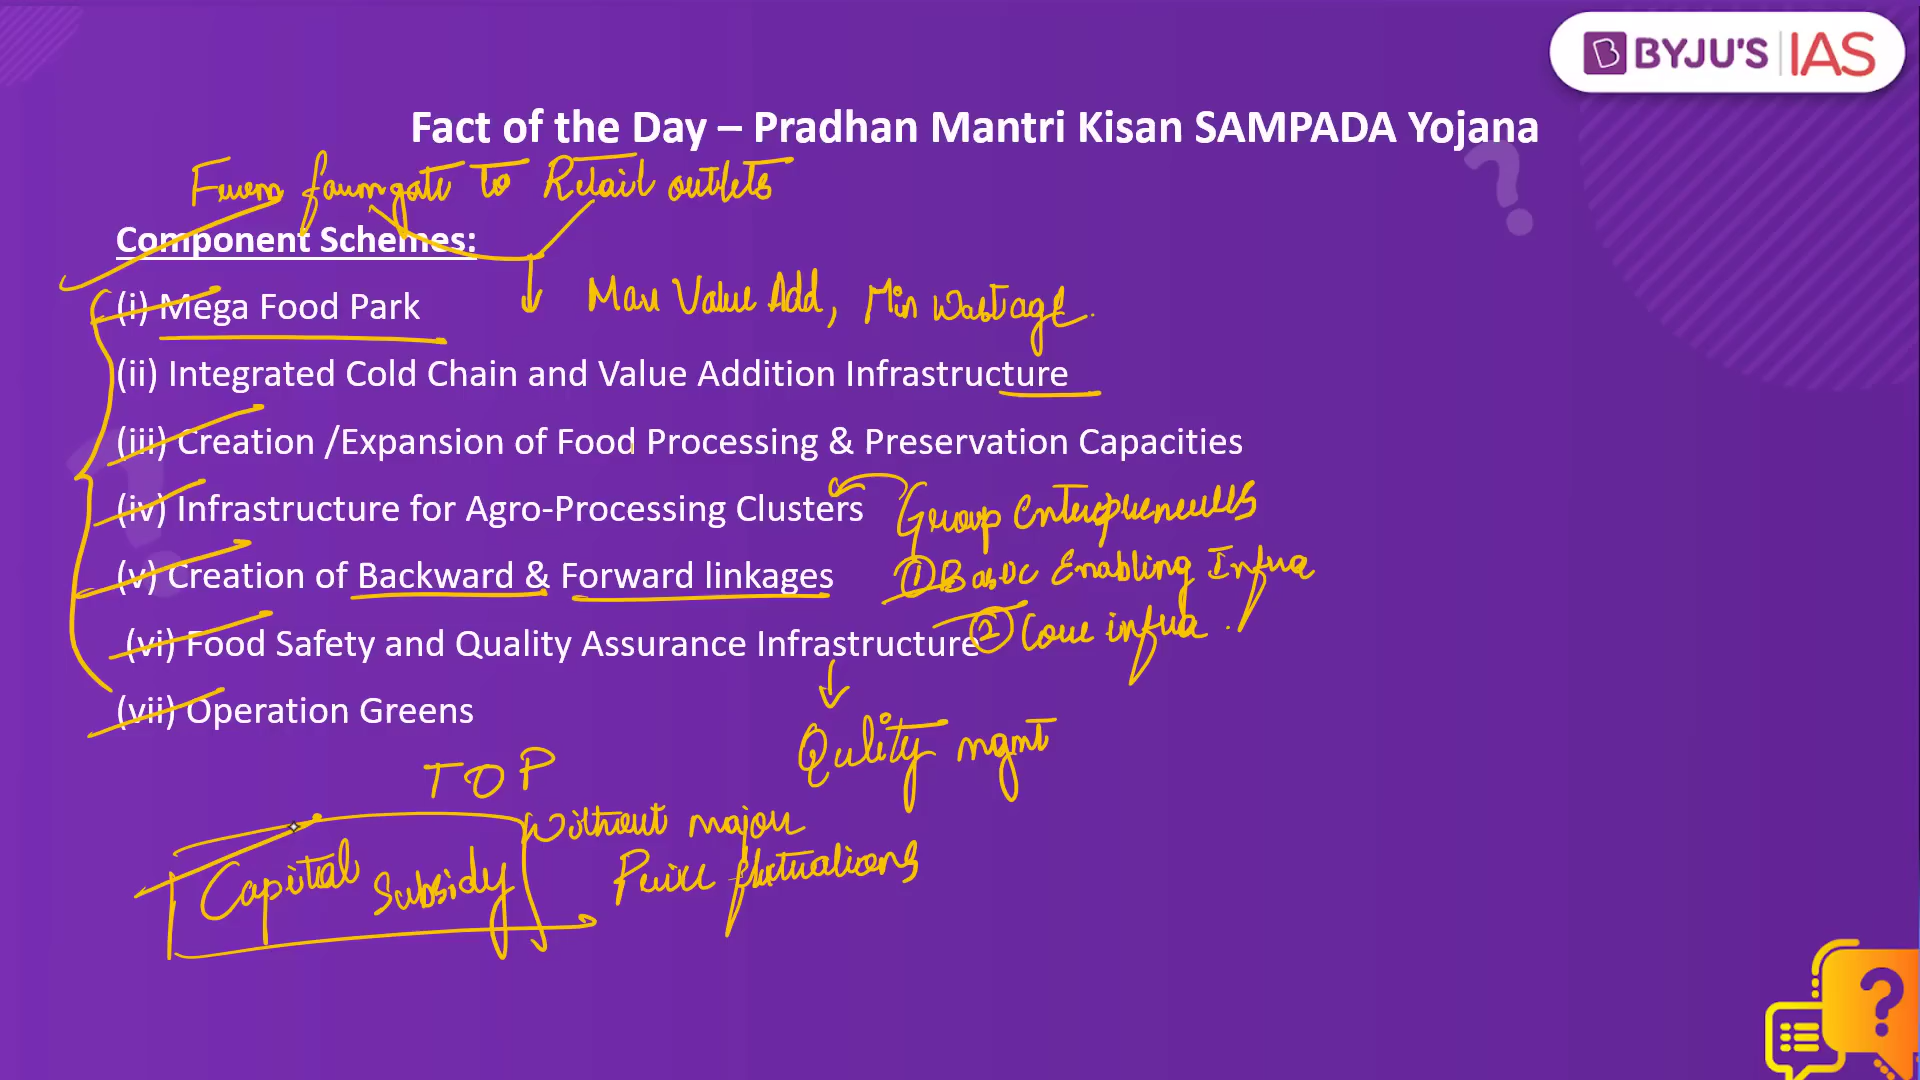 BYJU'S IAS
Fact of the Day – Pradhan Mantri Kisan SAMPADA Yojana
From farmgate to Retail outlets
Component Schemes:
(i) Mega Food Park
Max Value Add, Min Wastage.
(ii) Integrated Cold Chain and Value Addition Infrastructure
(iii) Creation /Expansion of Food Processing & Preservation Capacities
(iv) Infrastructure for Agro-Processing Clusters
Group Entrepreneurs
(v) Creation of Backward & Forward linkages
① Basic Enabling Infra
(vi) Food Safety and Quality Assurance Infrastructure
② Core infra.
(vii) Operation Greens
Qulity mgmt
TOP
Without major
Price fluctuations
Capital Subsidy